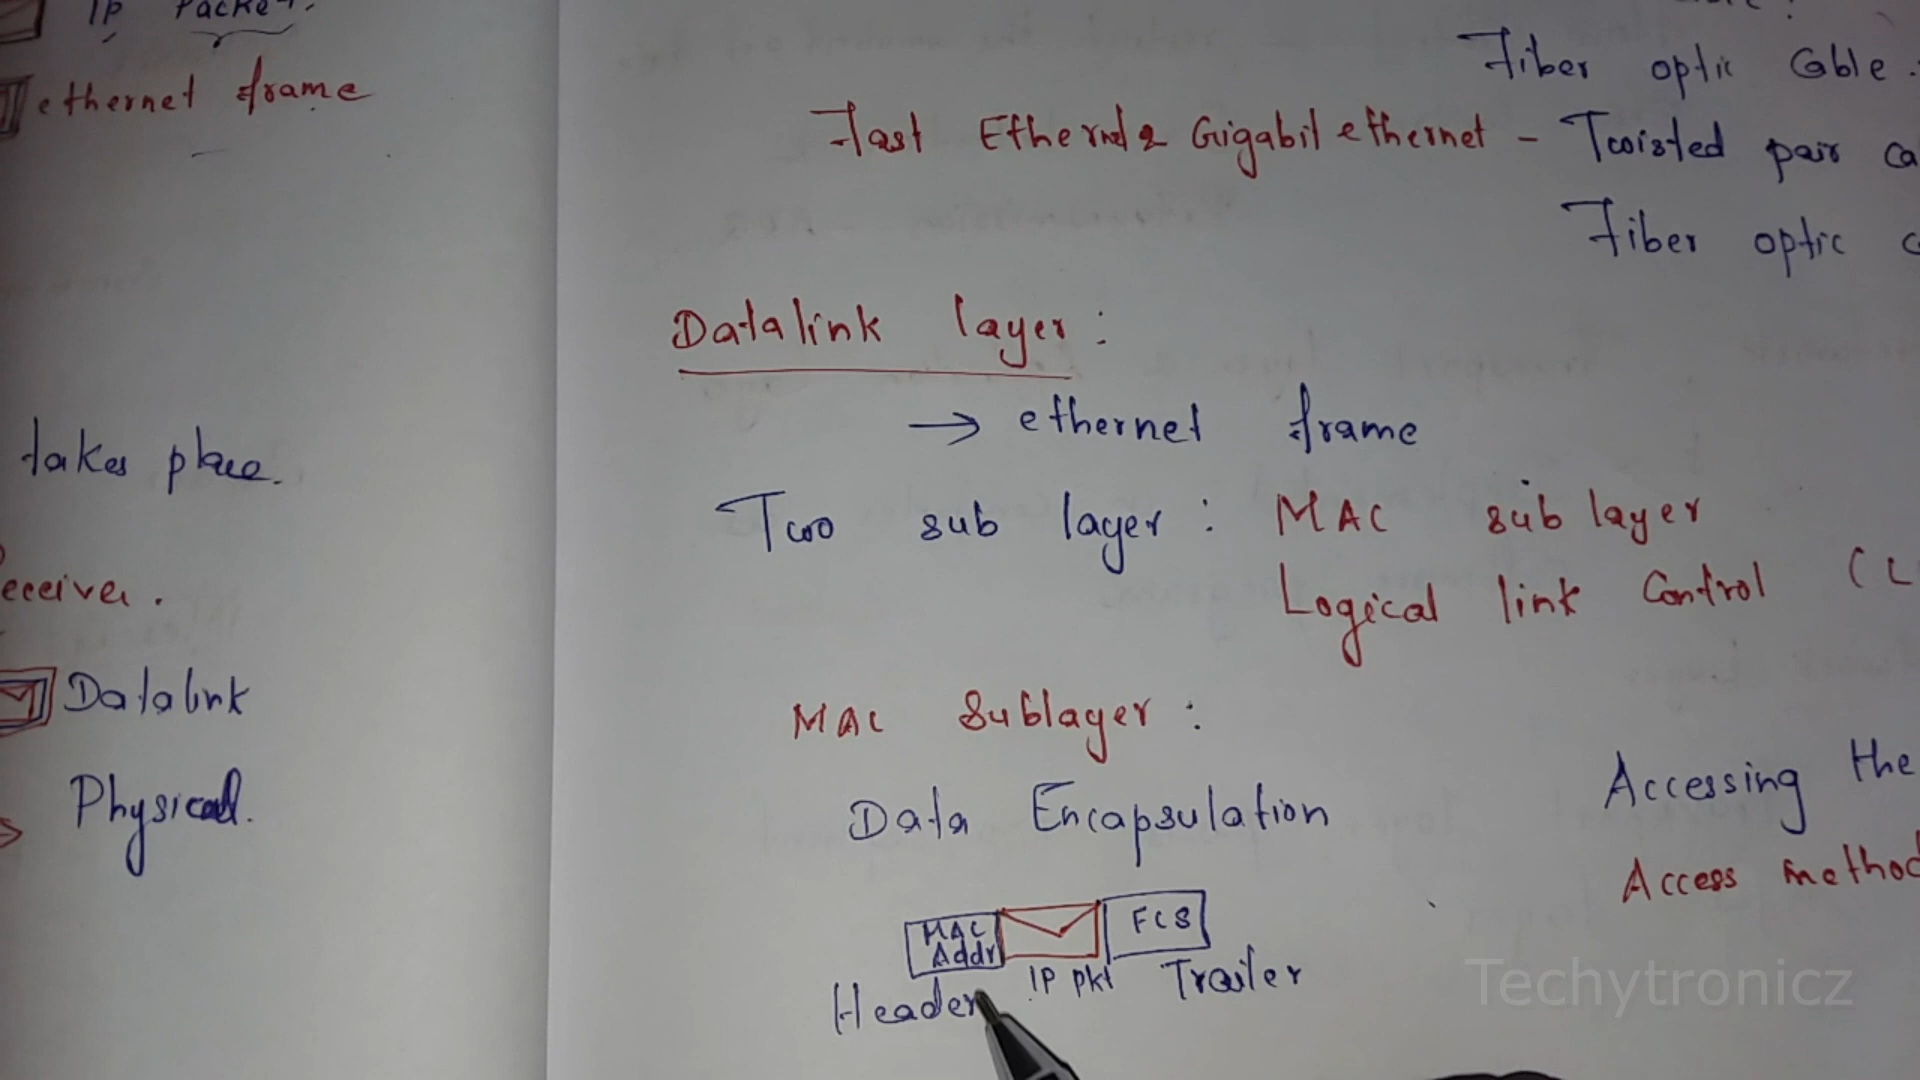 IP Packet.
ethernet frame
takes place.
eceiver.
Datalink
Physical.
Fiber optic Cable.
Fast Ethernet & Gigabit ethernet - Twisted pair ca
Fiber optic c
Datalink layer:
→ ethernet frame
Two sub layer: MAC sub layer
Logical link Control (L
MAC Sublayer:
Data Encapsulation
Accessing the
Access method
MAC Addr
FCS
Header IP pkt Trailer
Techytronicz